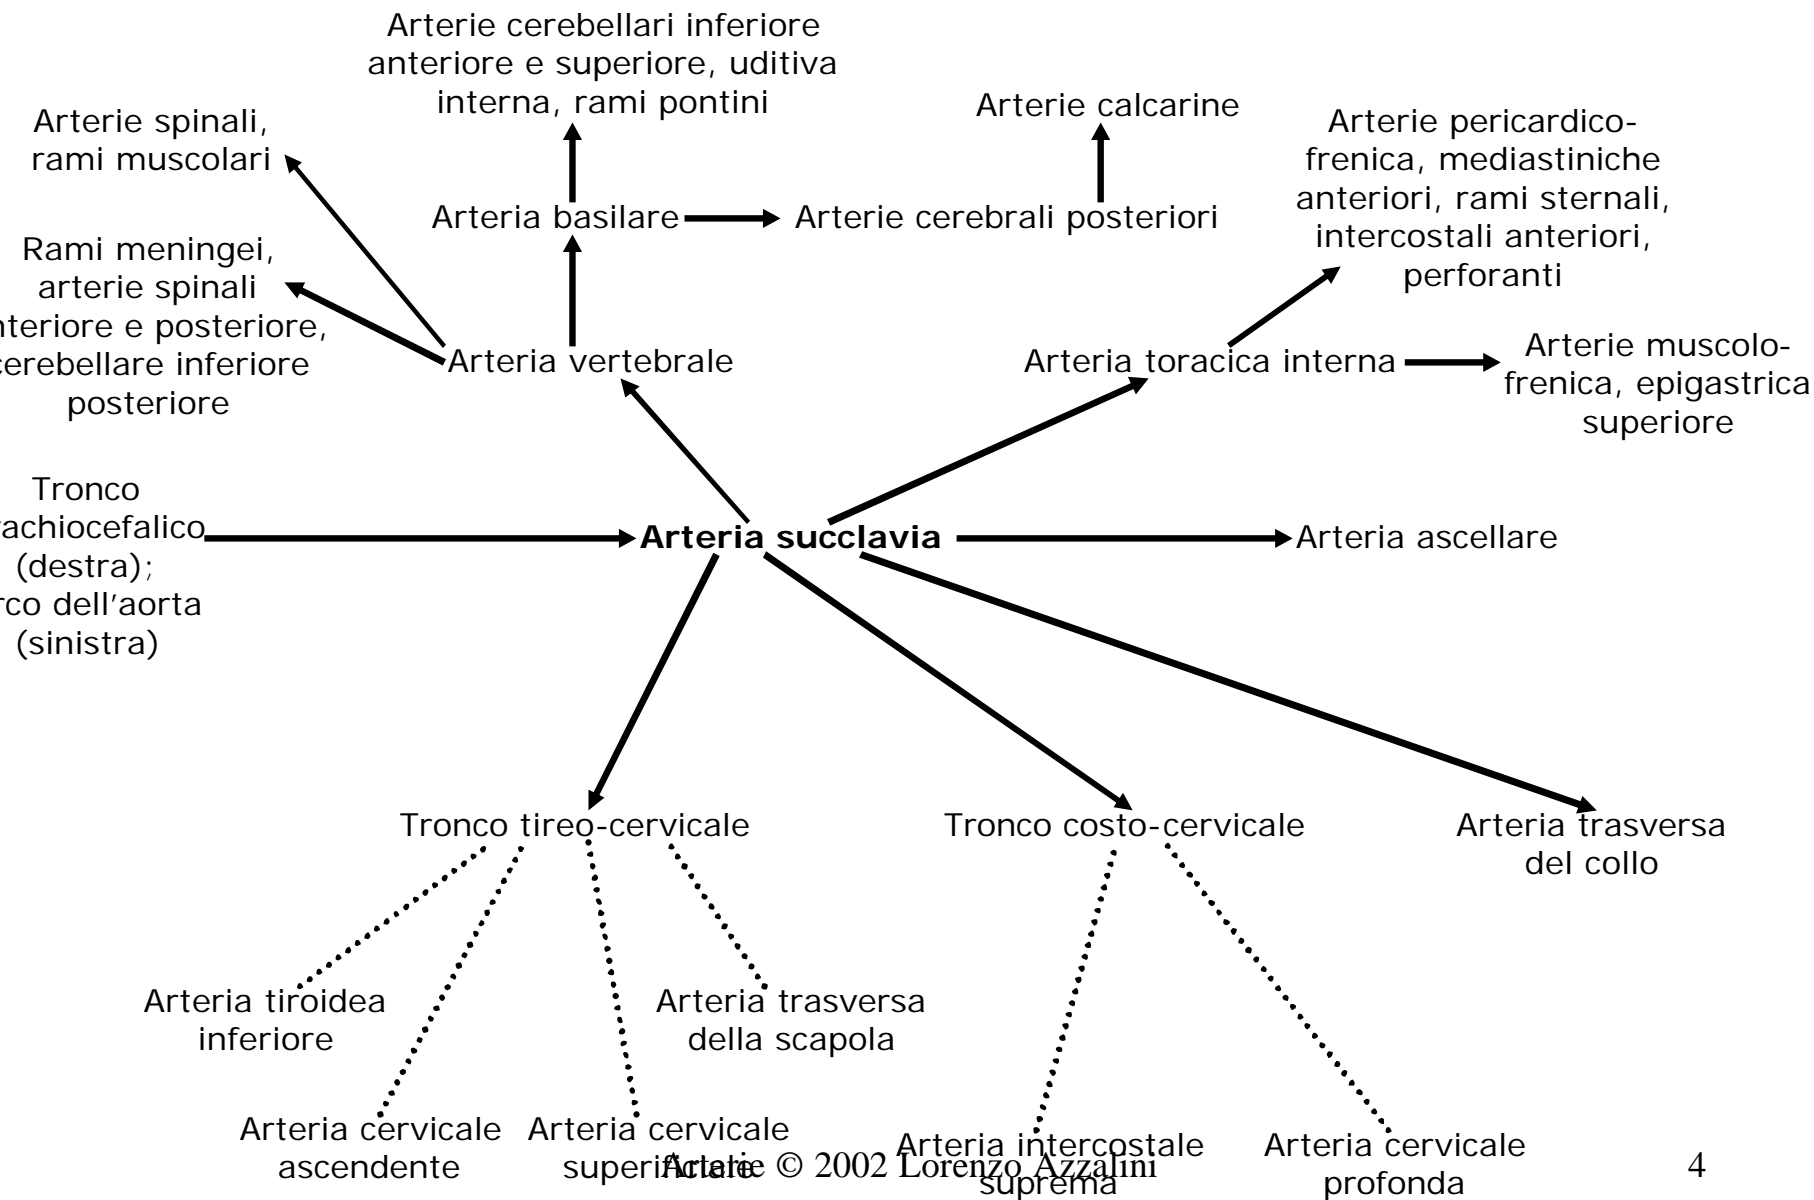 Arterie cerebellari inferiore
anteriore e superiore, uditiva
interna, rami pontini
Arterie calcarine
Arterie spinali,
rami muscolari
Arterie pericardico-
frenica, mediastiniche
anteriori, rami sternali,
intercostali anteriori,
perforanti
Arteria basilare
Arterie cerebrali posteriori
Rami meningei,
arterie spinali
nteriore e posteriore,
cerebellare inferiore
posteriore
Arteria vertebrale
Arteria toracica interna
Arterie muscolo-
frenica, epigastrica
superiore
Tronco
rachiocefalico
(destra);
rco dell'aorta
(sinistra)
Arteria succlavia
Arteria ascellare
Tronco tireo-cervicale
Tronco costo-cervicale
Arteria trasversa
del collo
Arteria tiroidea
inferiore
Arteria trasversa
della scapola
Arteria cervicale
ascendente
Arteria cervicale
superificiale
Arteria intercostale
suprema
Arteria cervicale
profonda
Arterie © 2002 Lorenzo Azzalini
4